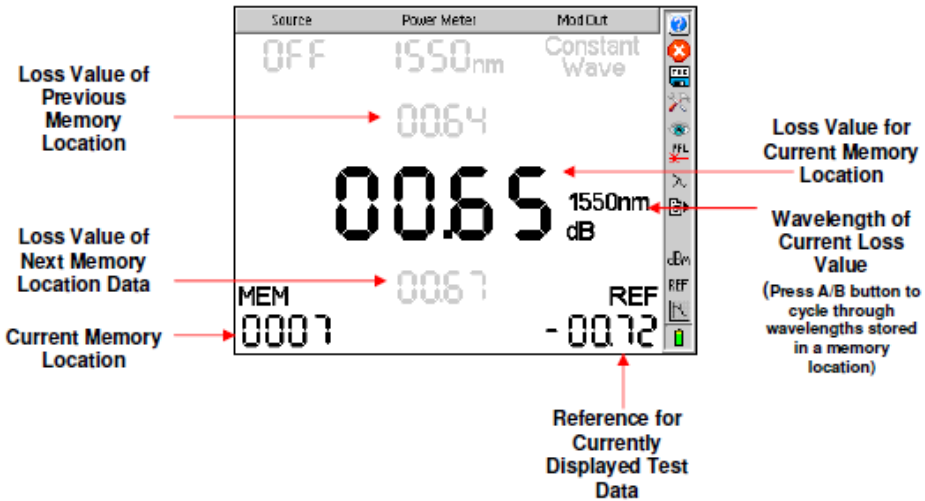 Source Power Meter Mod Out
OFF 1550nm Constant
Wave
Loss Value of
Previous
Memory
Location
00.64
Loss Value for
Current Memory
Location
00.65
1550nm
dB
Wavelength of
Current Loss
Value
(Press A/B button to
cycle through
wavelengths stored
in a memory
location)
Loss Value of
Next Memory
Location Data
00.67
MEM
0007
Current Memory
Location
REF
-00.72
dBm
REF
Reference for
Currently
Displayed Test
Data